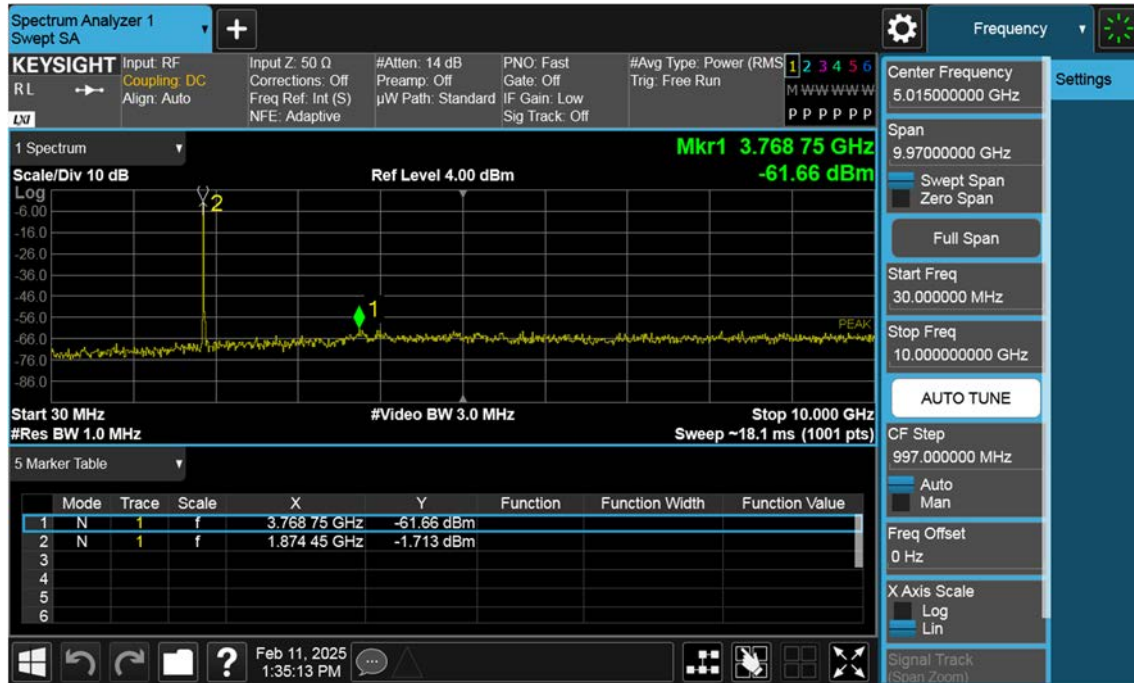 Spectrum Analyzer 1
Swept SA
+
Frequency
KEYSIGHT
RL
LXI
Input: RF
Coupling: DC
Align: Auto
Input Z: 50 Ω
Corrections: Off
Freq Ref: Int (S)
NFE: Adaptive
#Atten: 14 dB
Preamp: Off
µW Path: Standard
PNO: Fast
Gate: Off
IF Gain: Low
Sig Track: Off
#Avg Type: Power (RMS
Trig: Free Run
1 2 3 4 5 6
M W W W W W
P P P P P P
1 Spectrum
Scale/Div 10 dB
Ref Level 4.00 dBm
Mkr1 3.768 75 GHz
-61.66 dBm
Log
-6.00
-16.0
-26.0
-36.0
-46.0
-56.0
-66.0
-76.0
-86.0
2
1
PEAK
Start 30 MHz
#Video BW 3.0 MHz
Stop 10.000 GHz
#Res BW 1.0 MHz
Sweep ~18.1 ms (1001 pts)
5 Marker Table
Mode Trace Scale X Y Function Function Width Function Value
1 N 1 f 3.768 75 GHz -61.66 dBm
2 N 1 f 1.874 45 GHz -1.713 dBm
3
4
5
6
?
Feb 11, 2025
1:35:13 PM
Center Frequency
5.015000000 GHz
Settings
Span
9.97000000 GHz
Swept Span
Zero Span
Full Span
Start Freq
30.000000 MHz
Stop Freq
10.000000000 GHz
AUTO TUNE
CF Step
997.000000 MHz
Auto
Man
Freq Offset
0 Hz
X Axis Scale
Log
Lin
Signal Track
(Span Zoom)